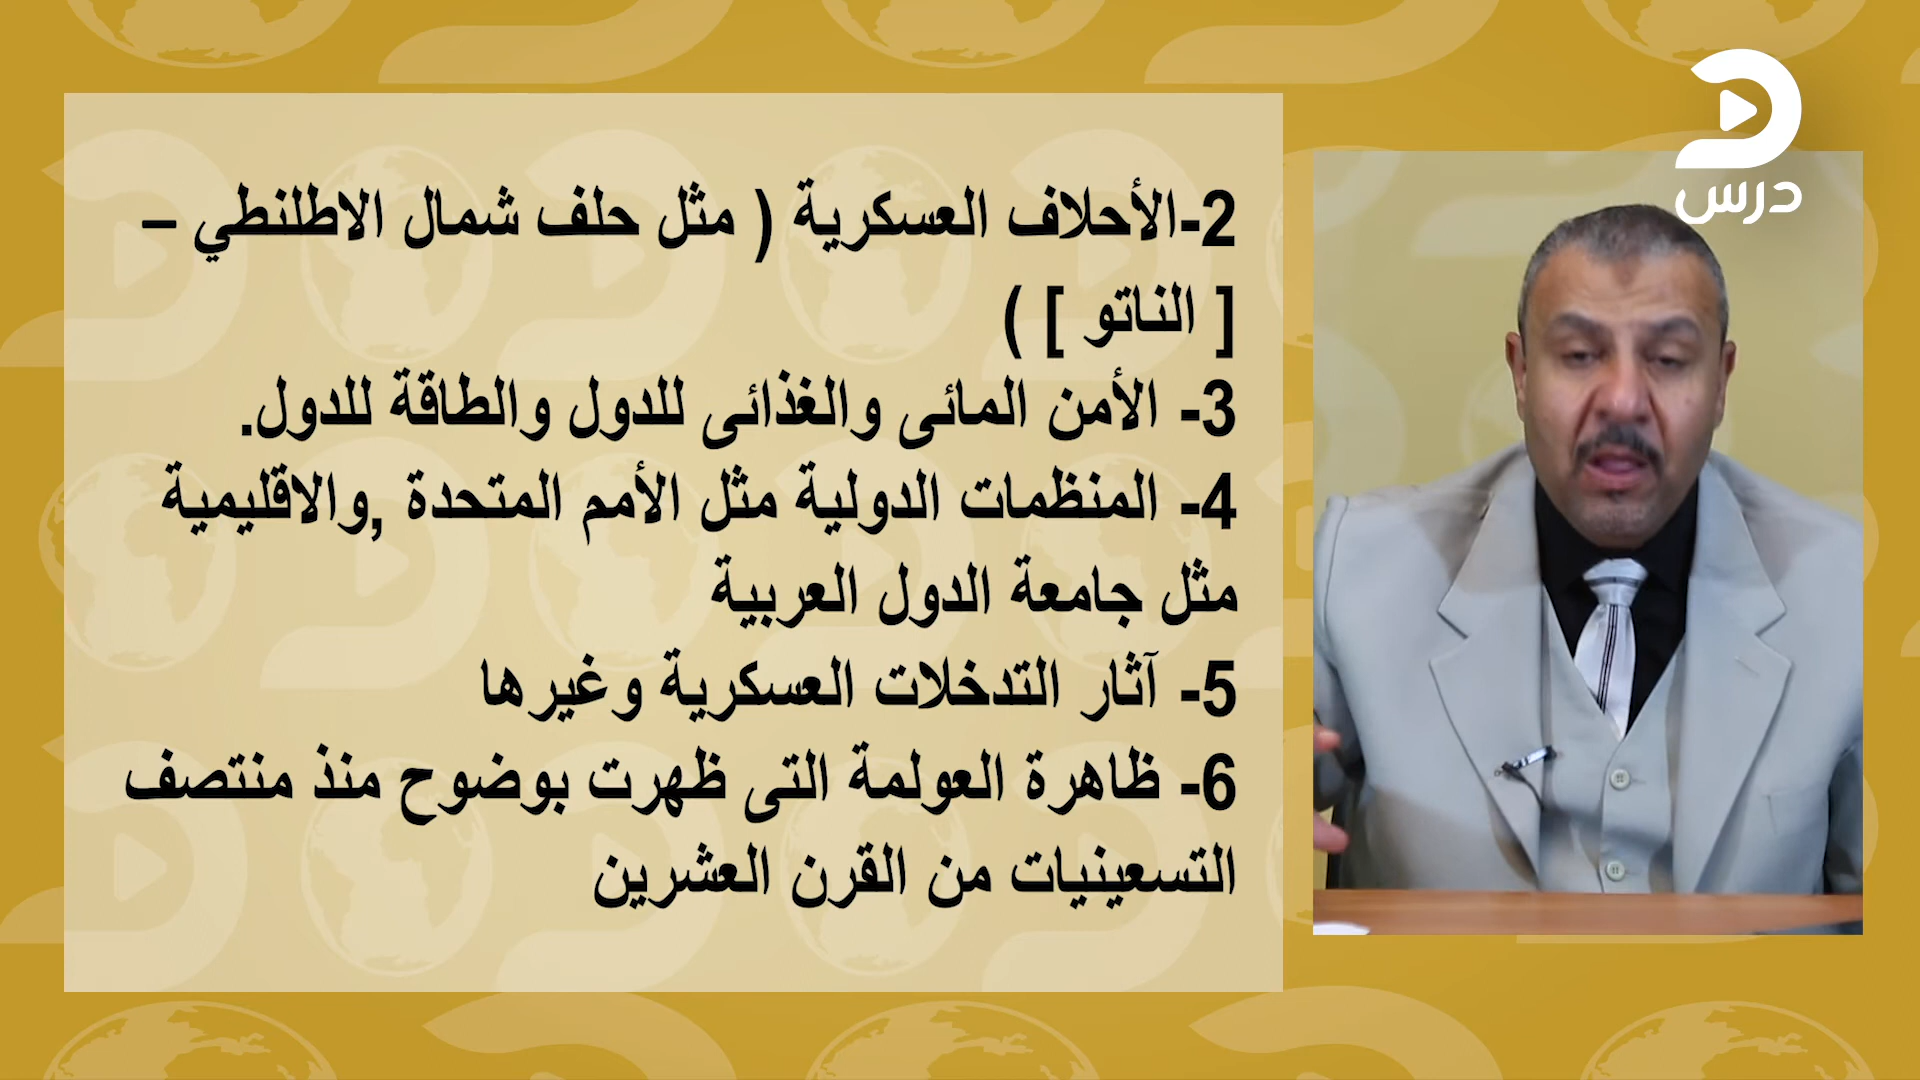 2-الأحلاف العسكرية ( مثل حلف شمال الاطلنطي –
[ الناتو ] )
3- الأمن المائى والغذائى للدول والطاقة للدول.
4- المنظمات الدولية مثل الأمم المتحدة ,والاقليمية
مثل جامعة الدول العربية
5- آثار التدخلات العسكرية وغيرها
6- ظاهرة العولمة التى ظهرت بوضوح منذ منتصف
التسعينيات من القرن العشرين
درس